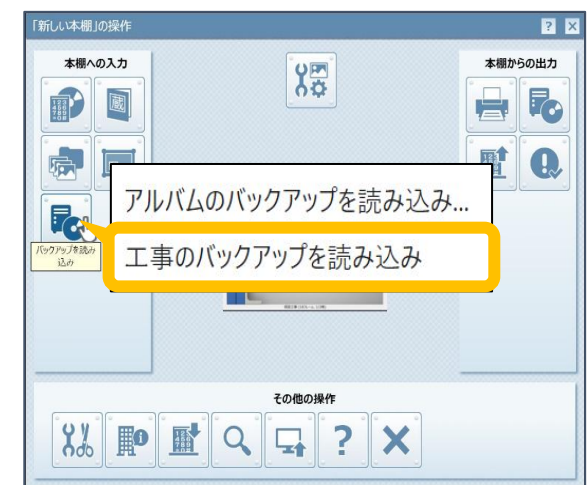 「新しい本棚」の操作
本棚への入力
本棚からの出力
アルバムのバックアップを読み込み...
工事のバックアップを読み込み
バックアップを読み
込み
その他の操作